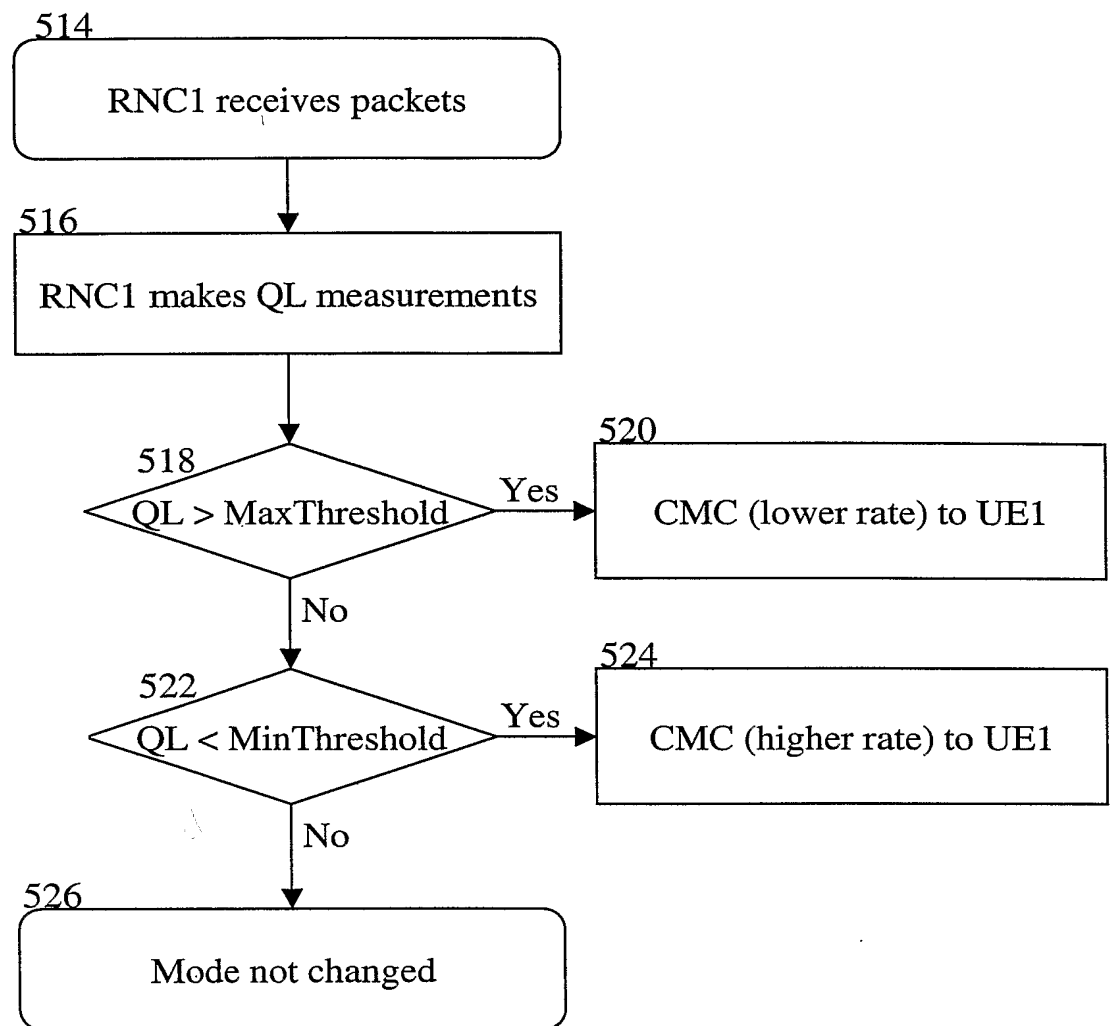 514
RNC1 receives packets
516
RNC1 makes QL measurements
518
QL > MaxThreshold
Yes
520
CMC (lower rate) to UE1
No
522
QL < MinThreshold
Yes
524
CMC (higher rate) to UE1
No
526
Mode not changed